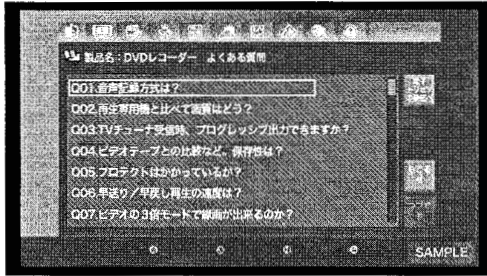 製品名：DVDレコーダー よくある質問
Q01.音声記録方式は？
Q02.再生専用機と比べて画質はどう？
Q03.TVチューナ受信時、プログレッシブ出力できますか？
Q04.ビデオテープとの比較など。保存性は？
Q05.プロテクトはかかっているが？
Q06.早送り／早戻し再生の速度は？
Q07.ビデオの3倍モードで録画が出来るのか？
SAMPLE